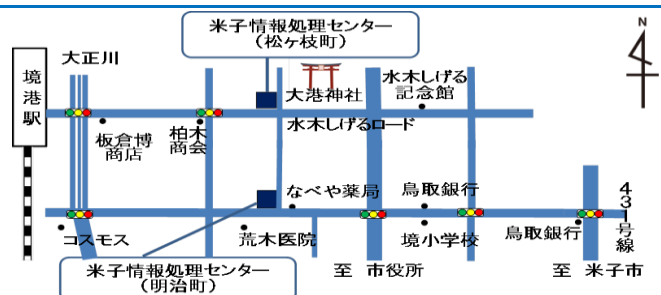 米子情報処理センター
（松ヶ枝町）
N
大正川
境港駅
大港神社
水木しげる
記念館
板倉博
商店
柏木
商会
水木しげるロード
なべや薬局
鳥取銀行
431号線
コスモス
荒木医院
境小学校
鳥取銀行
米子情報処理センター
（明治町）
至 市役所
至 米子市